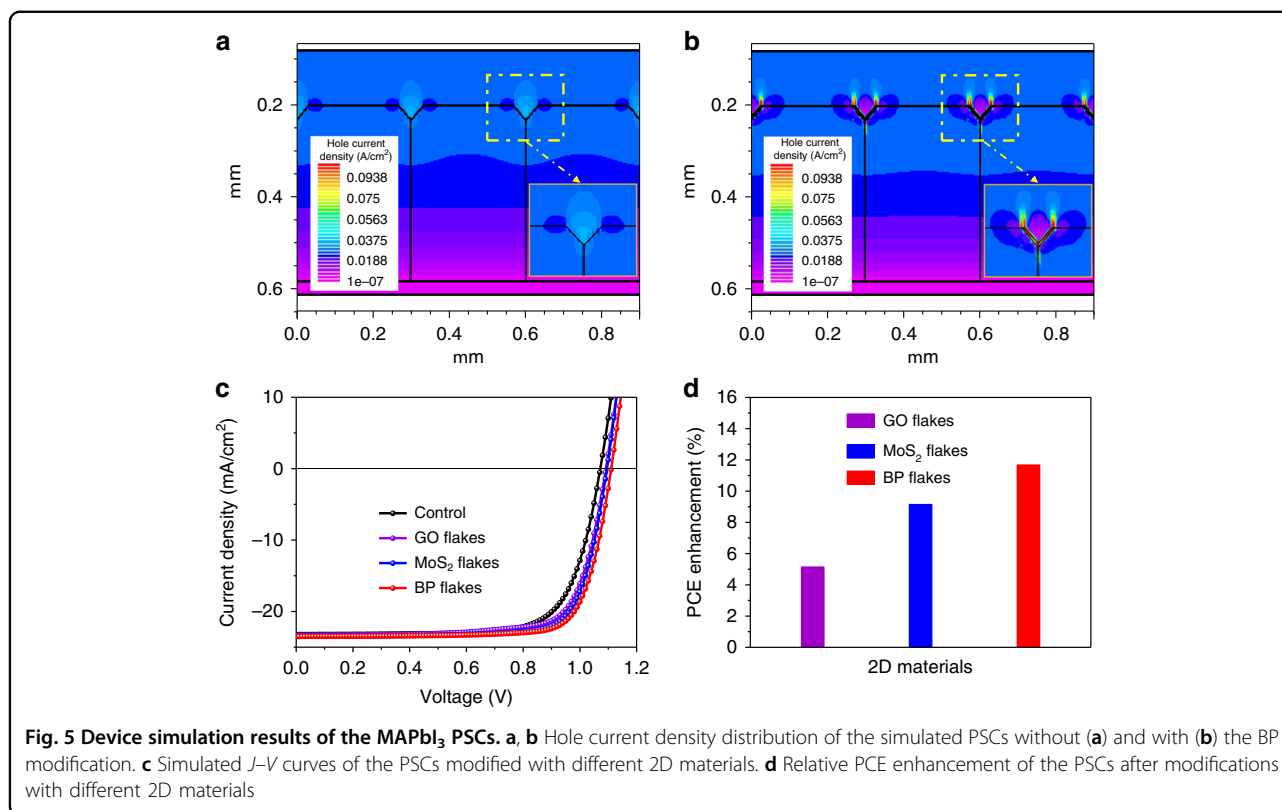 a
b
0.2
0.4
0.6
mm
Hole current
density (A/cm²)
0.0938
0.075
0.0563
0.0375
0.0188
1e–07
0.0
0.2
0.4
0.6
0.8
mm
0.2
0.4
0.6
mm
Hole current
density (A/cm²)
0.0938
0.075
0.0563
0.0375
0.0188
1e–07
0.0
0.2
0.4
0.6
0.8
mm
c
10
0
–10
–20
Current density (mA/cm²)
Control
GO flakes
MoS₂ flakes
BP flakes
0.0
0.2
0.4
0.6
0.8
1.0
1.2
Voltage (V)
d
16
14
12
10
8
6
4
2
0
PCE enhancement (%)
GO flakes
MoS₂ flakes
BP flakes
2D materials
Fig. 5 Device simulation results of the MAPbI₃ PSCs. a, b Hole current density distribution of the simulated PSCs without (a) and with (b) the BP
modification. c Simulated J–V curves of the PSCs modified with different 2D materials. d Relative PCE enhancement of the PSCs after modifications
with different 2D materials